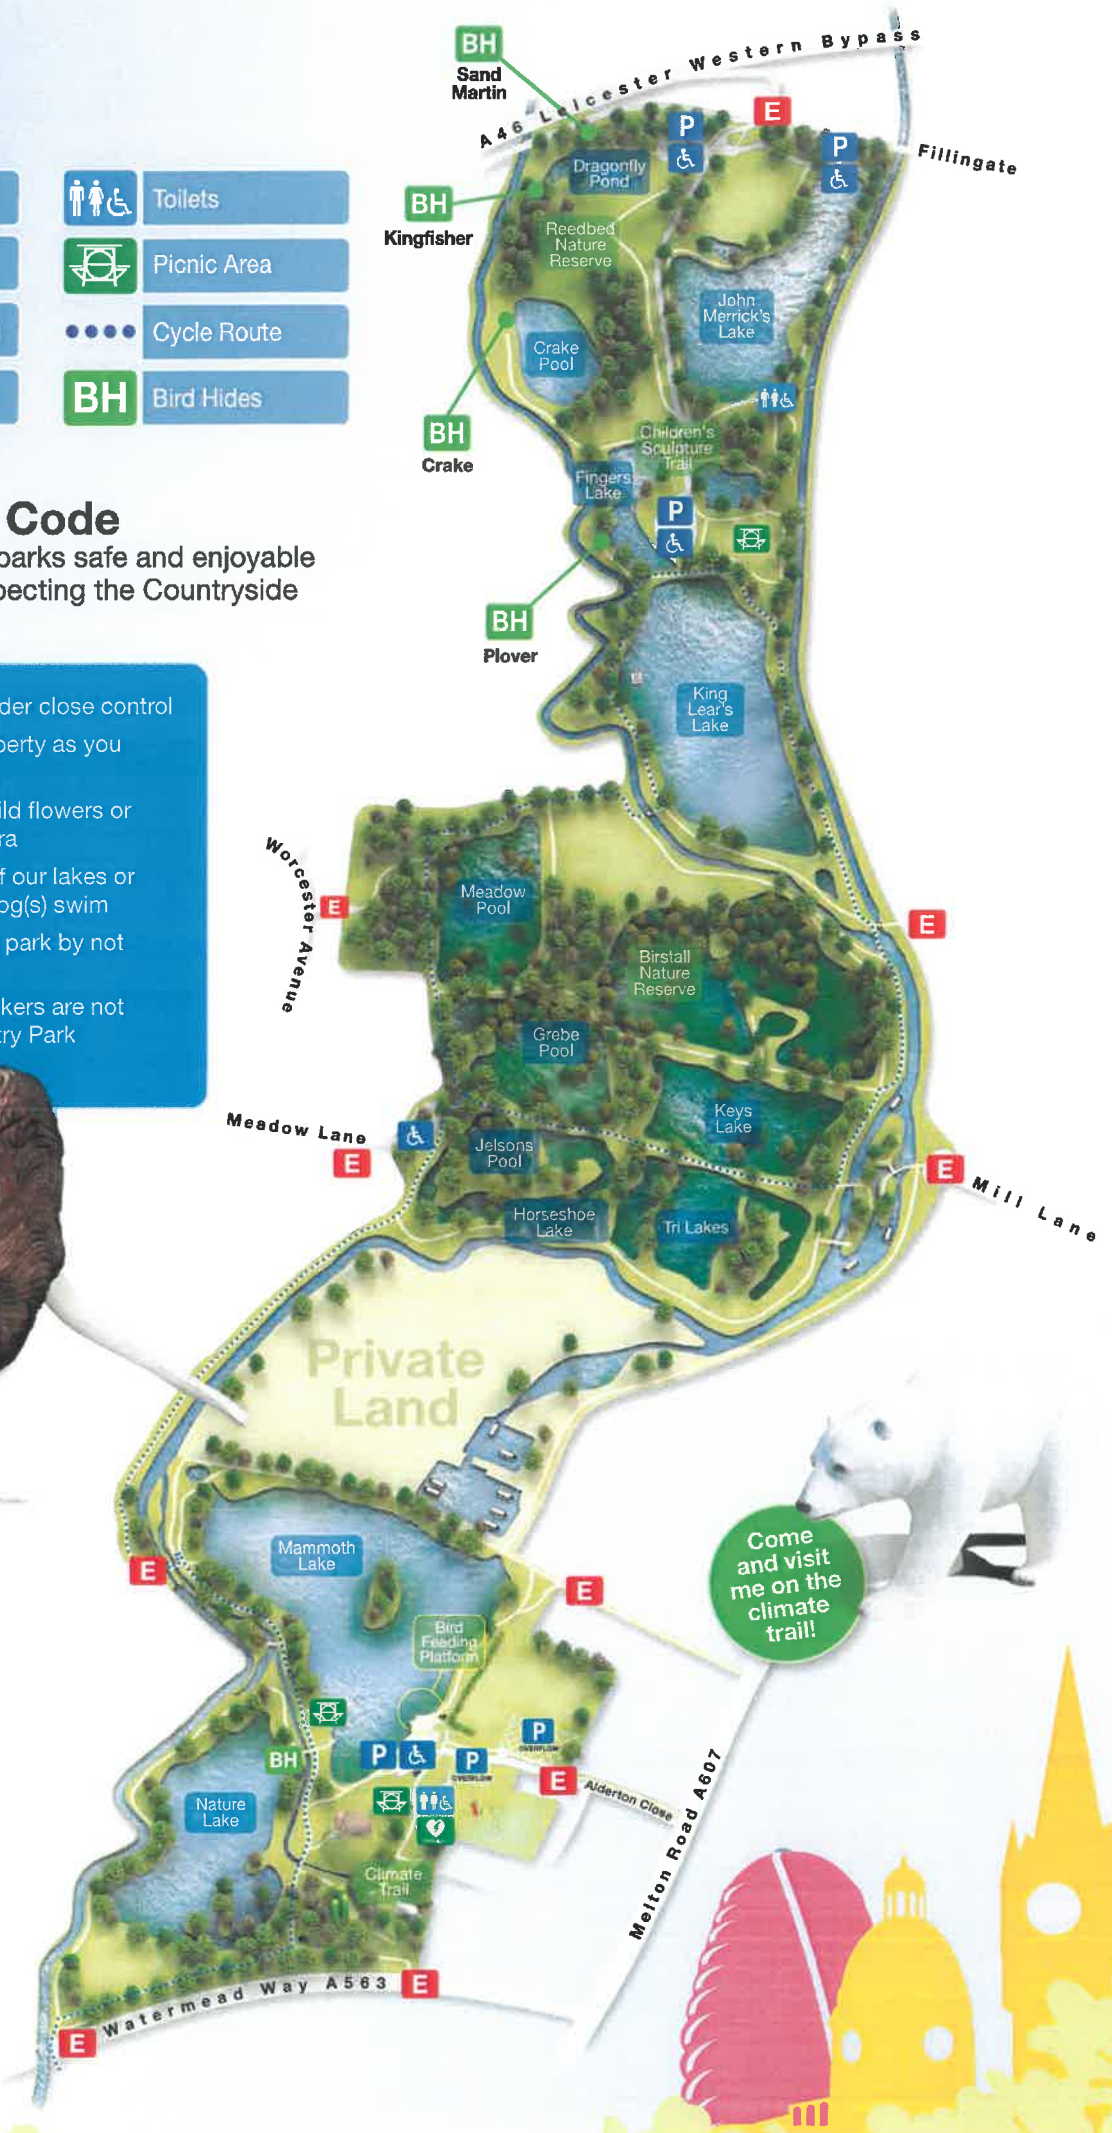 BH
Sand
Martin
A46 Leicester Western Bypass
E
P
P
Fillingate
Dragonfly
Pond
BH
Kingfisher
Reedbed
Nature
Reserve
John
Merrick's
Lake
Crake
Pool
BH
Crake
Children's
Sculpture
Trail
Fingers
Lake
P
BH
Plover
King
Lear's
Lake
Toilets
Picnic Area
Cycle Route
BH
Bird Hides
Code
parks safe and enjoyable
pecting the Countryside
der close control
perty as you
ild flowers or
ra
f our lakes or
og(s) swim
park by not
kers are not
try Park
Worcester Avenue
E
Meadow
Pool
E
Birstall
Nature
Reserve
Grebe
Pool
Keys
Lake
Meadow Lane
E
Jelsons
Pool
E
Mill Lane
Horseshoe
Lake
Tri Lakes
Private
Land
Mammoth
Lake
E
E
Come
and visit
me on the
climate
trail!
Bird
Feeding
Platform
BH
P
P
OVERFLOW
P
OVERFLOW
E
Alderton Close
Nature
Lake
Climate
Trail
Melton Road A607
Watermead Way A563
E
E